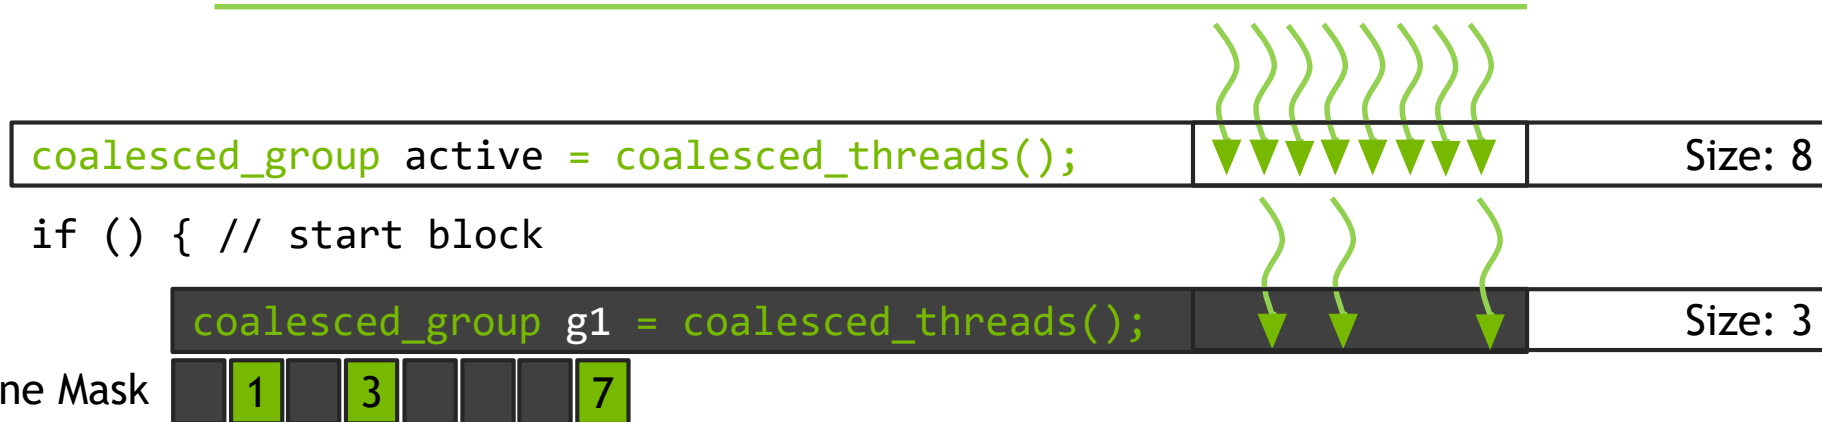 coalesced_group active = coalesced_threads(); Size: 8
if () { // start block
coalesced_group g1 = coalesced_threads(); Size: 3
ne Mask 1 3 7